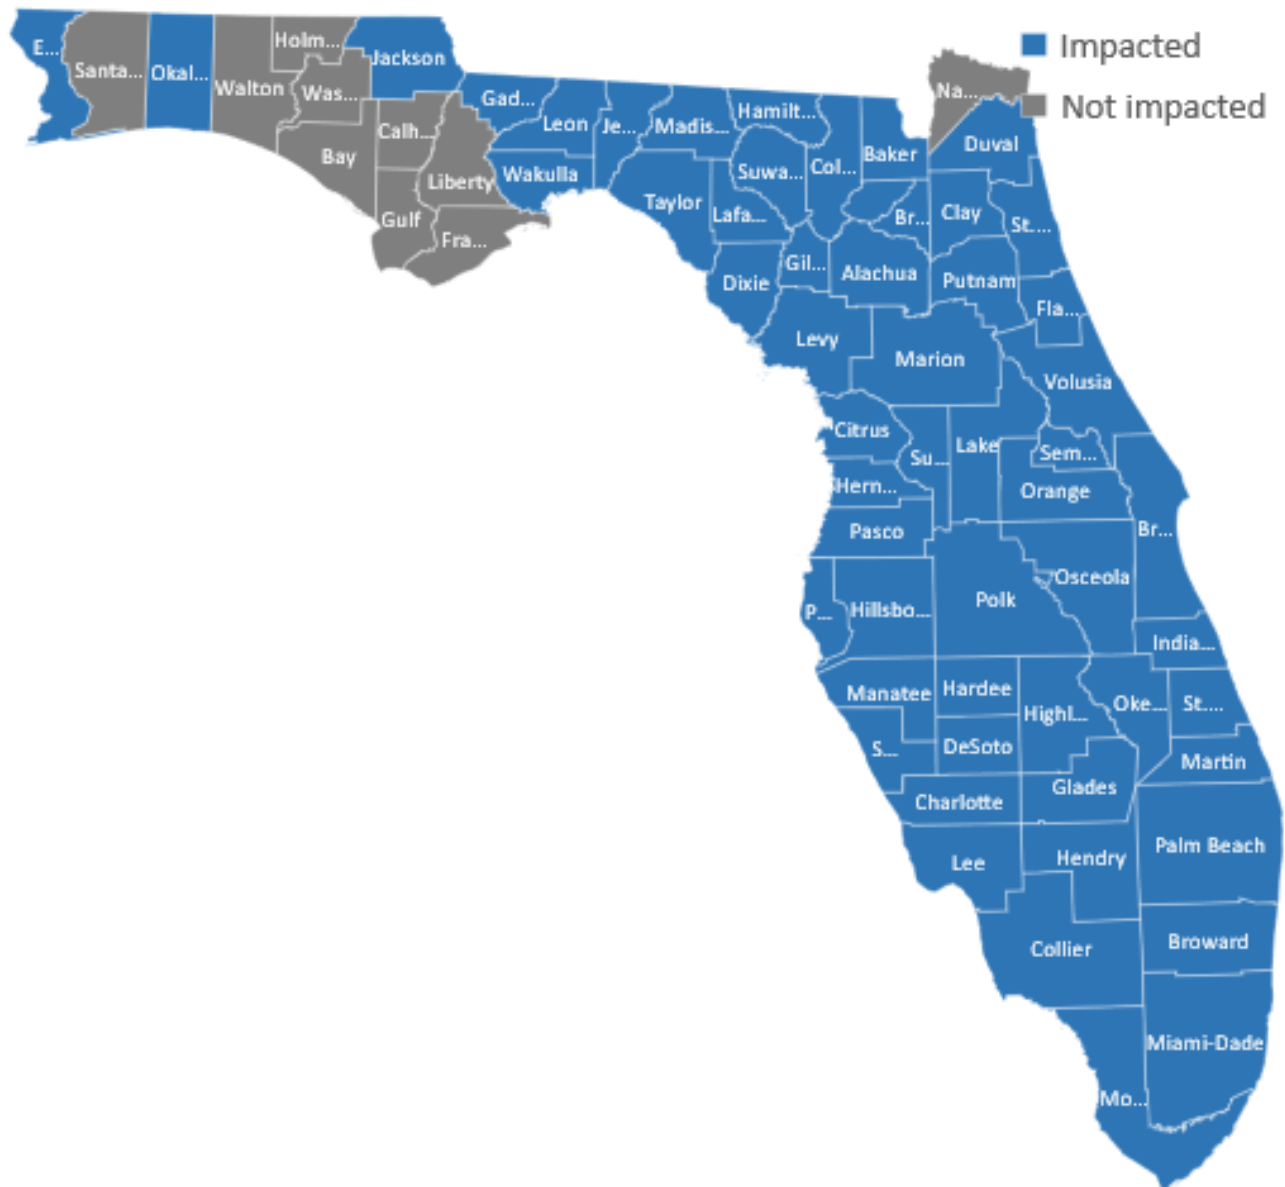 Impacted
Not impacted
E...
Santa...
Okal...
Walton
Holm...
Was...
Jackson
Bay
Calh...
Gulf
Liberty
Fra...
Gad...
Leon
Wakulla
Je...
Madis...
Taylor
Hamilt...
Suwa...
Lafa...
Dixie
Col...
Gil...
Baker
Br...
Alachua
Levy
Na...
Duval
Clay
St....
Putnam
Fla...
Marion
Volusia
Citrus
Su...
Lake
Sem...
Hern...
Orange
Pasco
Br...
Osceola
P...
Hillsbo...
Polk
India...
Manatee
Hardee
Highl...
Oke...
St....
S...
DeSoto
Martin
Charlotte
Glades
Lee
Hendry
Palm Beach
Collier
Broward
Miami-Dade
Mo...